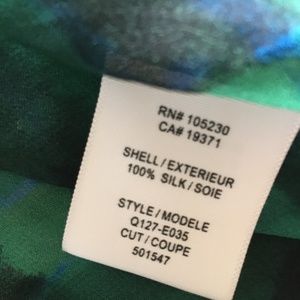 RN# 105230
CA# 19371
SHELL / EXTERIEUR
100% SILK / SOIE
STYLE / MODELE
Q127-E035
CUT / COUPE
501547